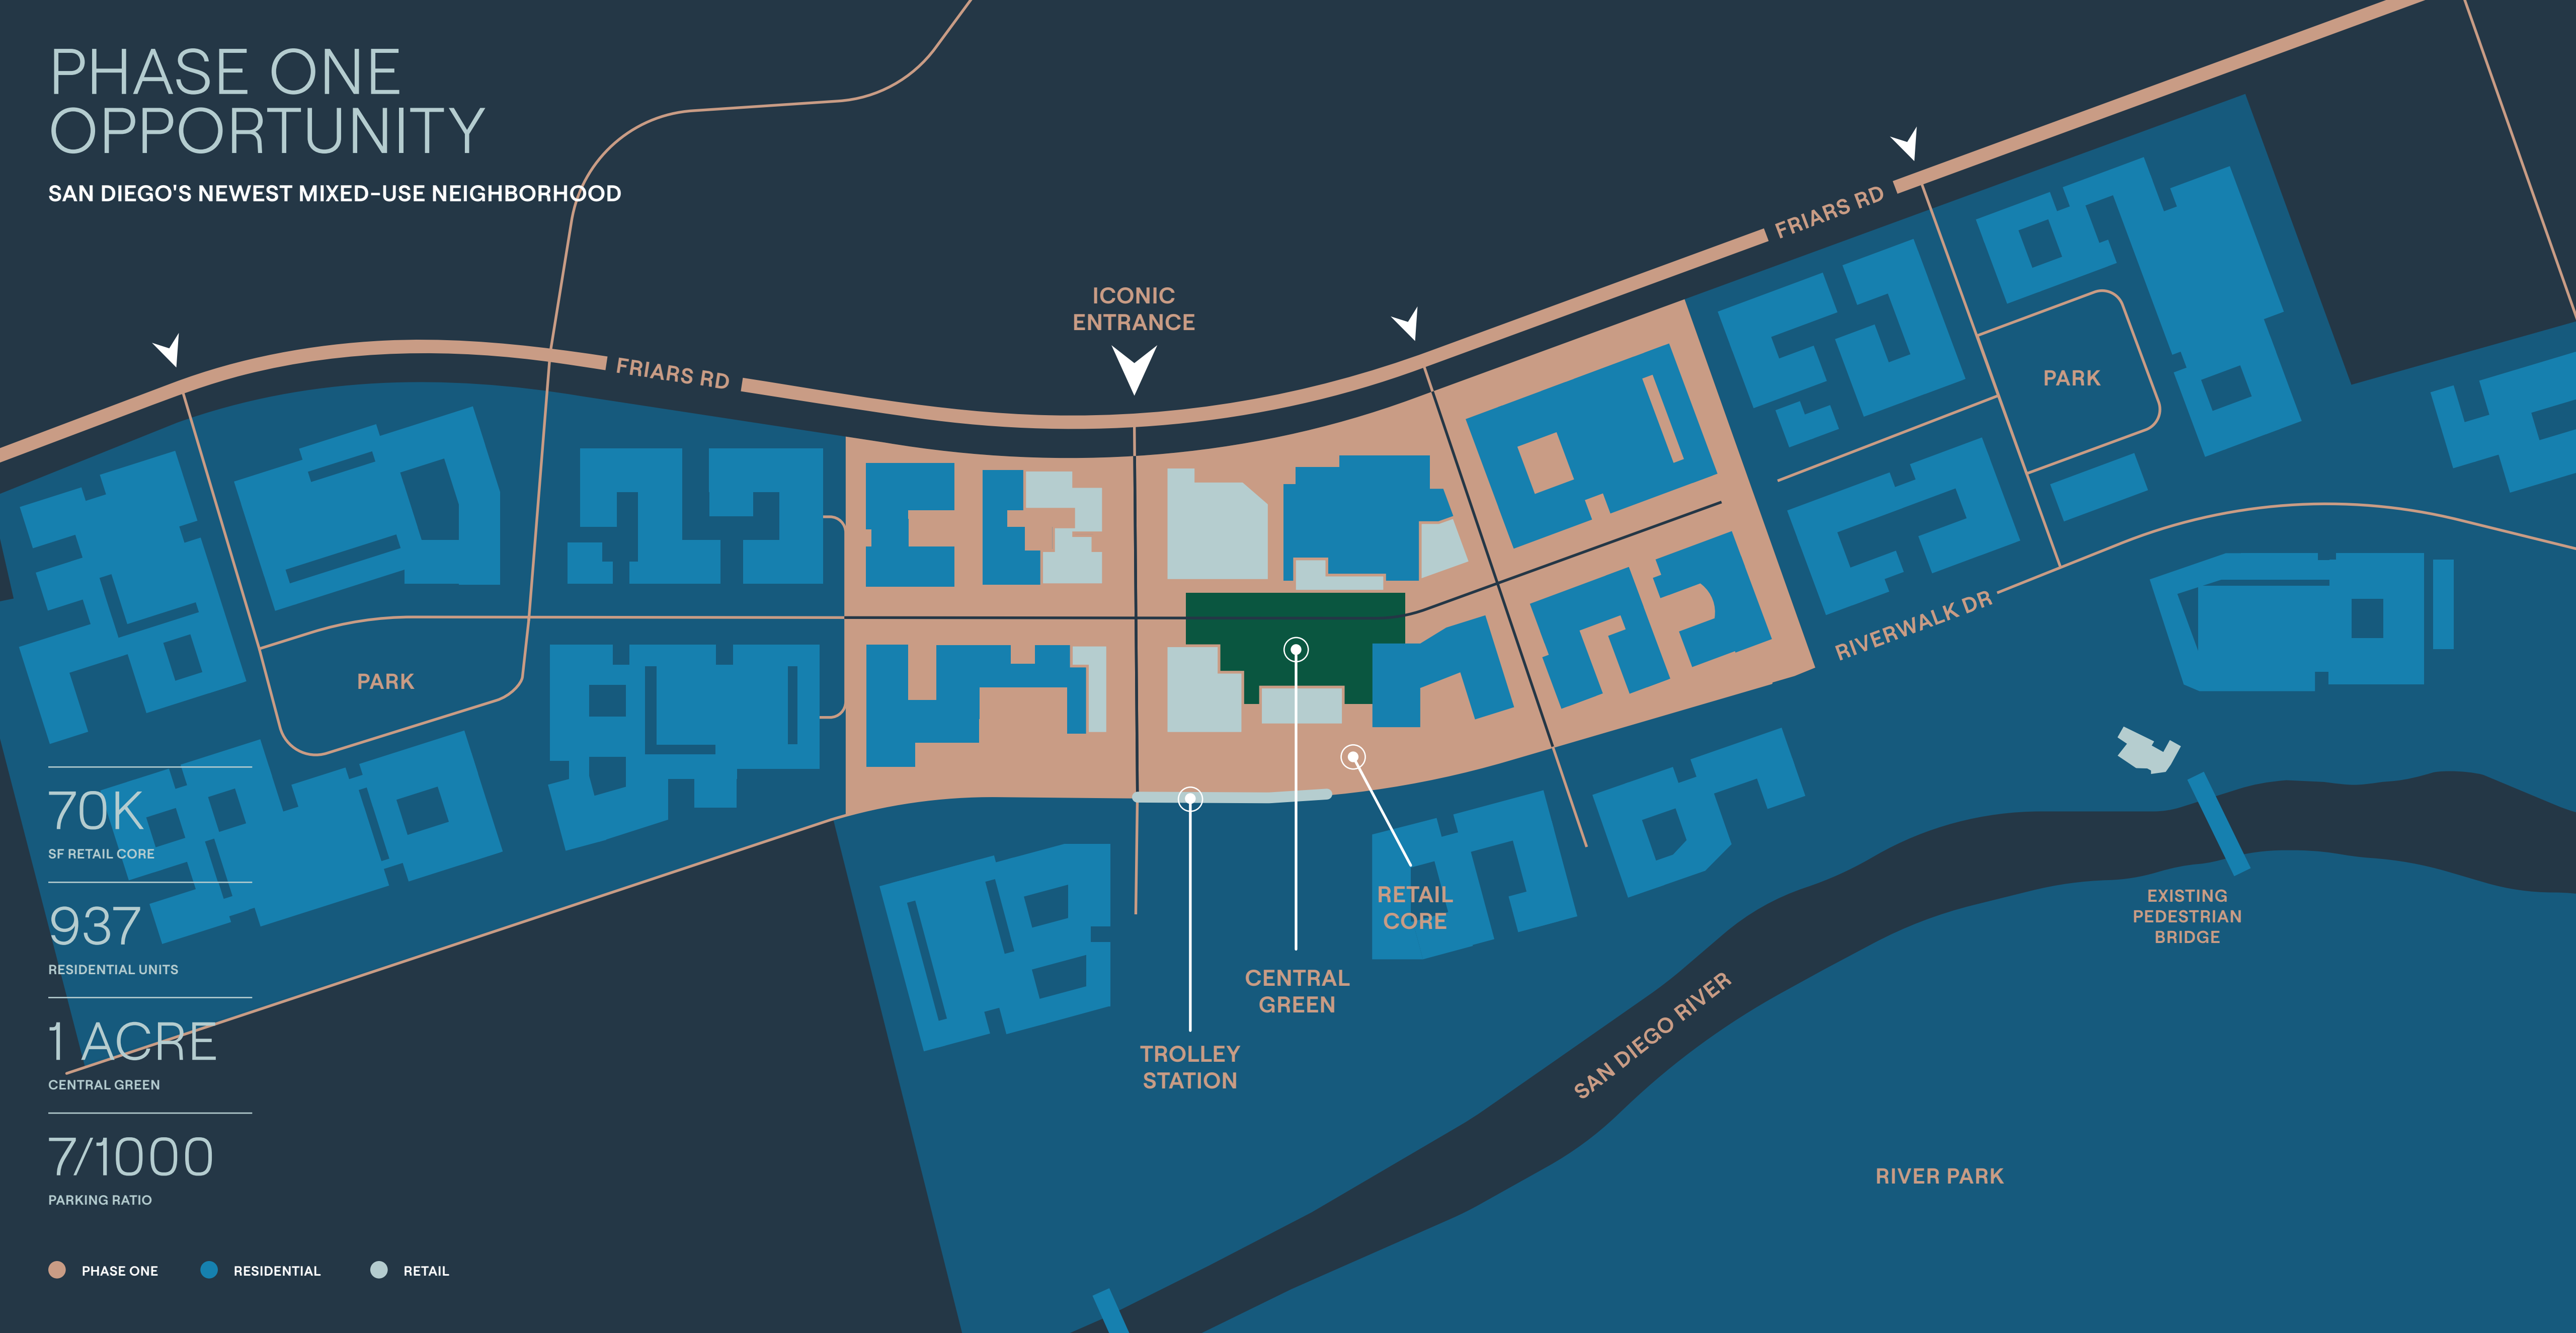 PHASE ONE
OPPORTUNITY
SAN DIEGO'S NEWEST MIXED-USE NEIGHBORHOOD
FRIARS RD
ICONIC
ENTRANCE
FRIARS RD
PARK
PARK
RIVERWALK DR
RETAIL
CORE
CENTRAL
GREEN
TROLLEY
STATION
EXISTING
PEDESTRIAN
BRIDGE
SAN DIEGO RIVER
RIVER PARK
70K
SF RETAIL CORE
937
RESIDENTIAL UNITS
1 ACRE
CENTRAL GREEN
7/1000
PARKING RATIO
PHASE ONE
RESIDENTIAL
RETAIL